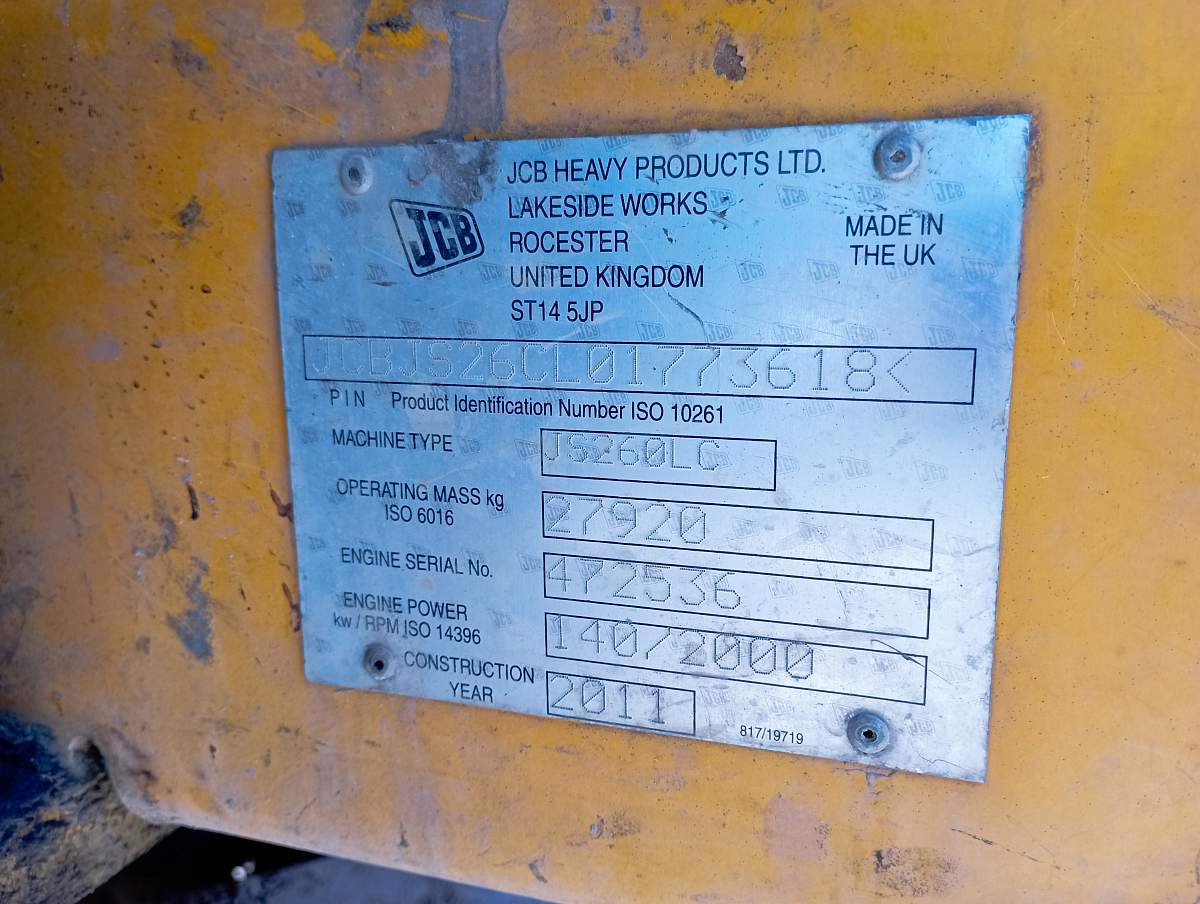 JCB
JCB HEAVY PRODUCTS LTD.
LAKESIDE WORKS
ROCESTER
UNITED KINGDOM
ST14 5JP
MADE IN
THE UK
JCBJS26CL01773618<
PIN Product Identification Number ISO 10261
MACHINE TYPE JS260LC
OPERATING MASS kg
ISO 6016
27920
ENGINE SERIAL No. 472536
ENGINE POWER
kw / RPM ISO 14396
140/2000
CONSTRUCTION
YEAR
2011
817/19719